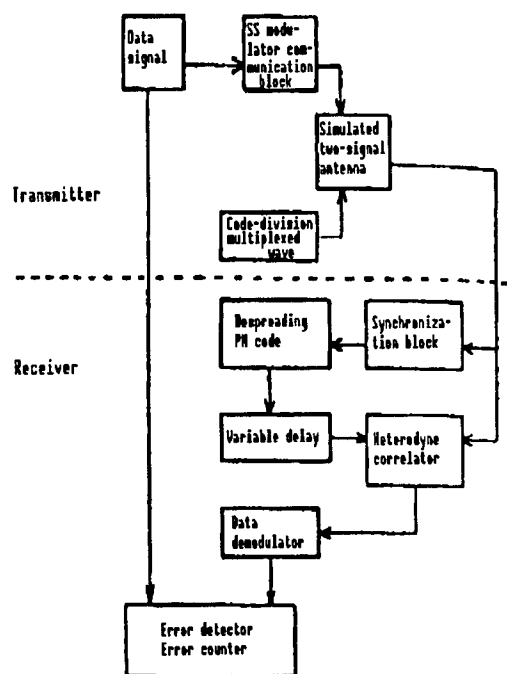 Data
signal
SS modu-
lator com-
munication
block
Simulated
two-signal
antenna
Transmitter
Code-division
multiplexed
wave
Receiver
Despreading
PN code
Synchroniza-
tion block
Variable delay
Heterodyne
correlator
Data
demodulator
Error detector
Error counter